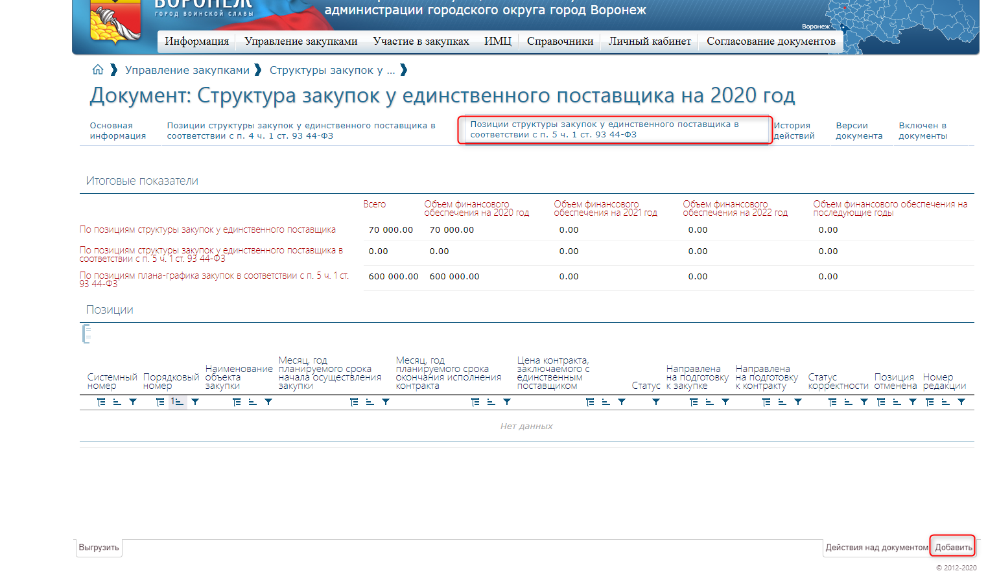 ВОРОНЕЖ
ГОРОД ВОИНСКОЙ СЛАВЫ
администрации городского округа город Воронеж
Воронеж
Информация Управление закупками Участие в закупках ИМЦ Справочники Личный кабинет Согласование документов
Управление закупками Структуры закупок у ...
Документ: Структура закупок у единственного поставщика на 2020 год
Основная информация
Позиции структуры закупок у единственного поставщика в соответствии с п. 4 ч. 1 ст. 93 44-ФЗ
Позиции структуры закупок у единственного поставщика в соответствии с п. 5 ч. 1 ст. 93 44-ФЗ
История действий
Версии документа
Включен в документы
Итоговые показатели
Всего
Объем финансового обеспечения на 2020 год
Объем финансового обеспечения на 2021 год
Объем финансового обеспечения на 2022 год
Объем финансового обеспечения на последующие годы
По позициям структуры закупок у единственного поставщика 70 000.00 70 000.00 0.00 0.00 0.00
По позициям структуры закупок у единственного поставщика в соответствии с п. 5 ч. 1 ст. 93 44-ФЗ 0.00 0.00 0.00 0.00 0.00
По позициям плана-графика закупок в соответствии с п. 5 ч. 1 ст. 93 44-ФЗ 600 000.00 600 000.00 0.00 0.00 0.00
Позиции
Системный номер
Порядковый номер
Наименование объекта закупки
Месяц, год планируемого срока начала осуществления закупки
Месяц, год планируемого срока окончания исполнения контракта
Цена контракта, заключаемого с единственным поставщиком
Статус
Направлена на подготовку к закупке
Направлена на подготовку к контракту
Статус корректности
Позиция отменена
Номер редакции
1
Нет данных
Выгрузить Действия над документом Добавить
© 2012-2020